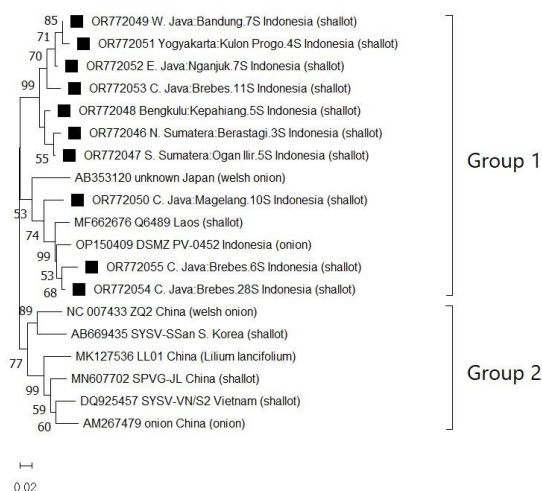 85
OR772049 W. Java:Bandung.7S Indonesia (shallot)
71
OR772051 Yogyakarta:Kulon Progo.4S Indonesia (shallot)
70
OR772052 E. Java:Nganjuk.7S Indonesia (shallot)
99
OR772053 C. Java:Brebes.11S Indonesia (shallot)
OR772048 Bengkulu:Kepahiang.5S Indonesia (shallot)
OR772046 N. Sumatera:Berastagi.3S Indonesia (shallot)
55
OR772047 S. Sumatera:Ogan Ilir.5S Indonesia (shallot)
Group 1
AB353120 unknown Japan (welsh onion)
OR772050 C. Java:Magelang.10S Indonesia (shallot)
53
74
MF662676 Q6489 Laos (shallot)
OP150409 DSMZ PV-0452 Indonesia (onion)
99
53
OR772055 C. Java:Brebes.6S Indonesia (shallot)
68
OR772054 C. Java:Brebes.28S Indonesia (shallot)
89
NC 007433 ZQ2 China (welsh onion)
AB669435 SYSV-SSan S. Korea (shallot)
77
MK127536 LL01 China (Lilium lancifolium)
Group 2
99
MN607702 SPVG-JL China (shallot)
DQ925457 SYSV-VN/S2 Vietnam (shallot)
59
60
AM267479 onion China (onion)
0.02